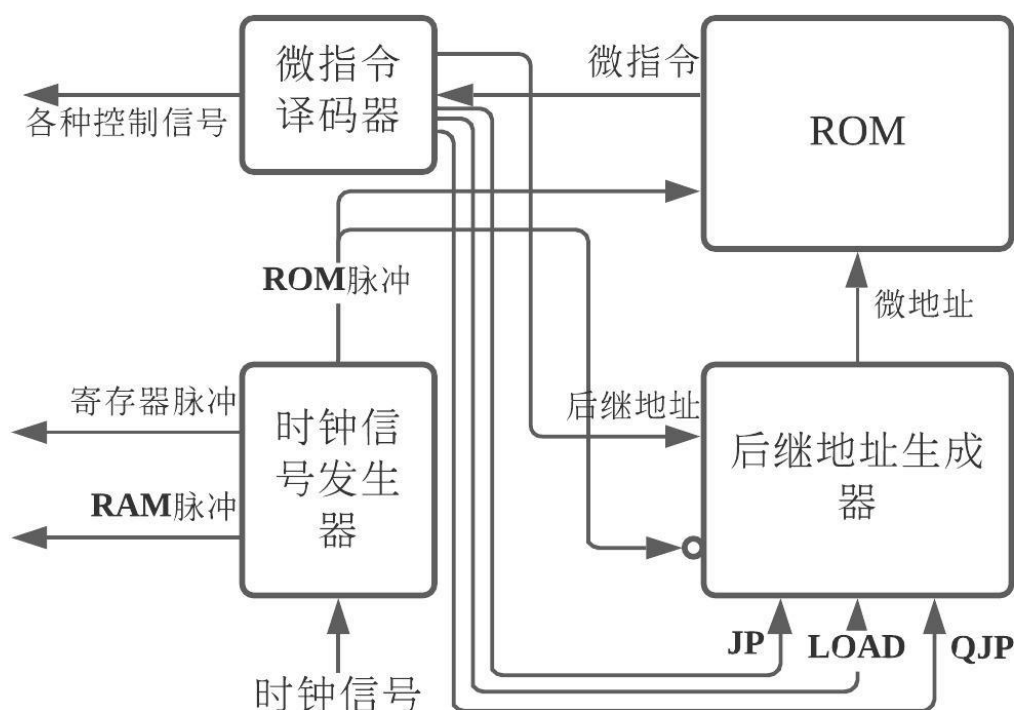 微指令
译码器
微指令
ROM
各种控制信号
ROM脉冲
微地址
寄存器脉冲
后继地址
时钟信
号发生
器
后继地址生成
器
RAM脉冲
JP
LOAD
QJP
时钟信号